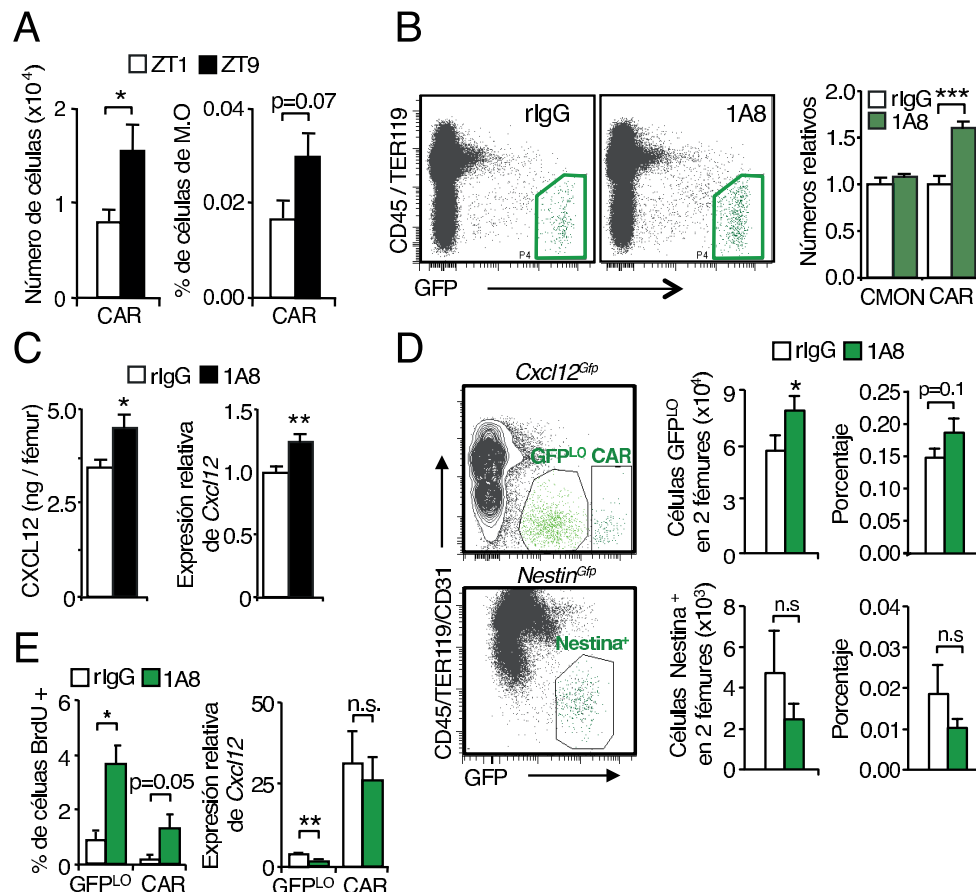 A
ZT1 ZT9
Número de células (x10⁴)
2
1
0
*
CAR
% de células de M.O
0.04
0.02
0.00
p=0.07
CAR
B
rIgG
1A8
CD45 / TER119
P4
P4
GFP
rIgG
1A8
***
Números relativos
2.0
1.5
1.0
0.5
0.0
CMON CAR
C
rIgG 1A8
CXCL12 (ng / fémur)
5.0
2.5
0
*
Expresión relativa
de Cxcl12
1.5
1.0
0.5
0
**
D
Cxcl12^Gfp
GFP^LO CAR
Nestin^Gfp
Nestina⁺
CD45/TER119/CD31
GFP
rIgG 1A8
Células GFP^LO
en 2 fémures (x10⁴)
9
6
3
0
*
Porcentaje
0.25
0.20
0.15
0.10
0.05
0.00
p=0.1
Células Nestina⁺
en 2 fémures (x10³)
8
6
4
2
0
n.s
Porcentaje
0.04
0.03
0.02
0.01
0.00
n.s
E
rIgG 1A8
% de céluas BrdU +
6
4
2
0
*
p=0.05
GFP^LO CAR
Expresión relativa
de Cxcl12
50
25
0
**
n.s.
GFP^LO CAR